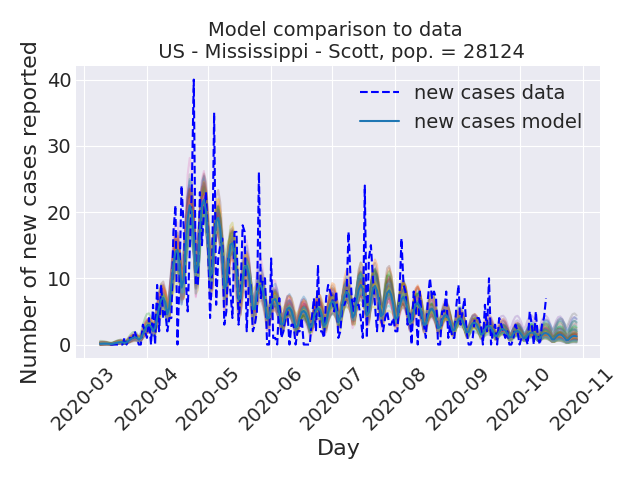 Model comparison to data
US - Mississippi - Scott, pop. = 28124
new cases data
new cases model
Number of new cases reported
40
30
20
10
0
2020-03
2020-04
2020-05
2020-06
2020-07
2020-08
2020-09
2020-10
2020-11
Day